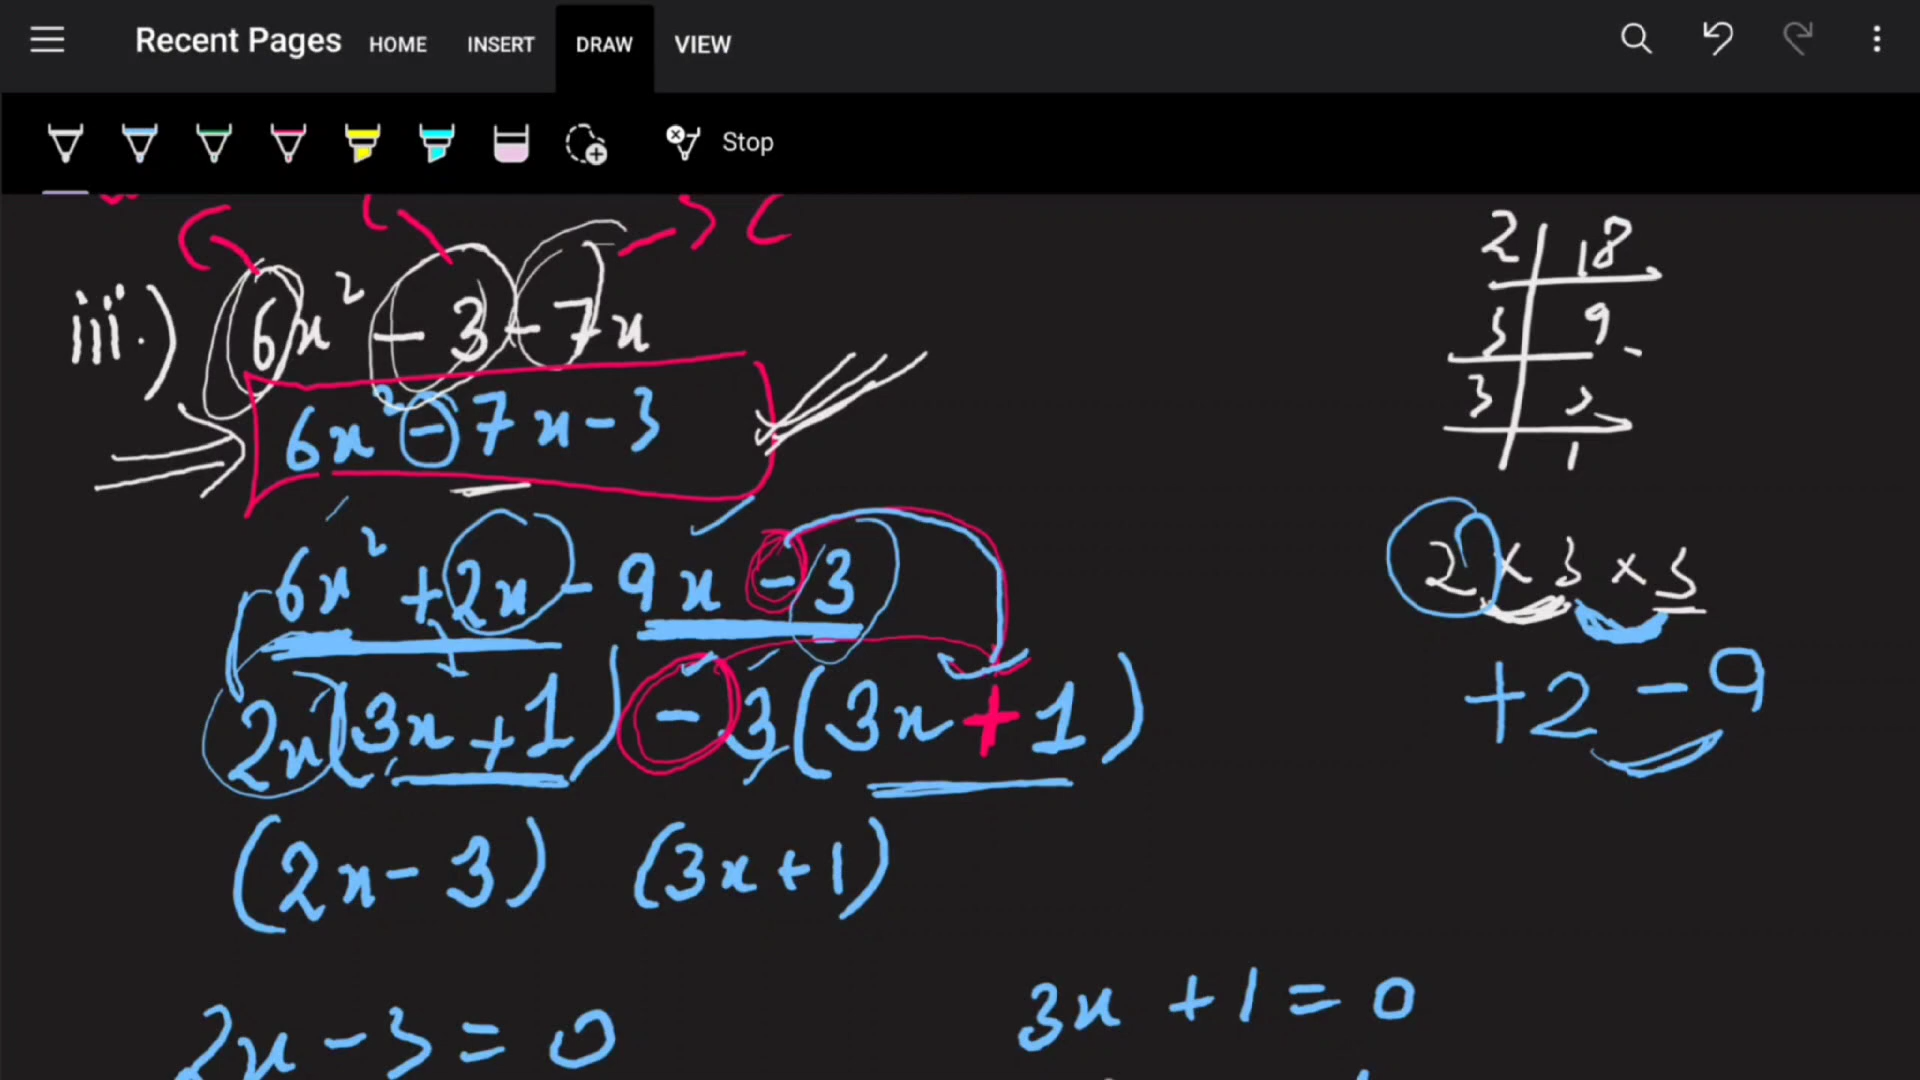 Recent Pages HOME INSERT DRAW VIEW
Stop
iii.) 6x² - 3 - 7x
6x² - 7x - 3
6x² + 2x - 9x - 3
2x(3x + 1) - 3(3x + 1)
(2x - 3) (3x + 1)
2x - 3 = 0
3x + 1 = 0
2 | 18
3 | 9
3 | 3
1
2 × 3 × 3
+2 - 9